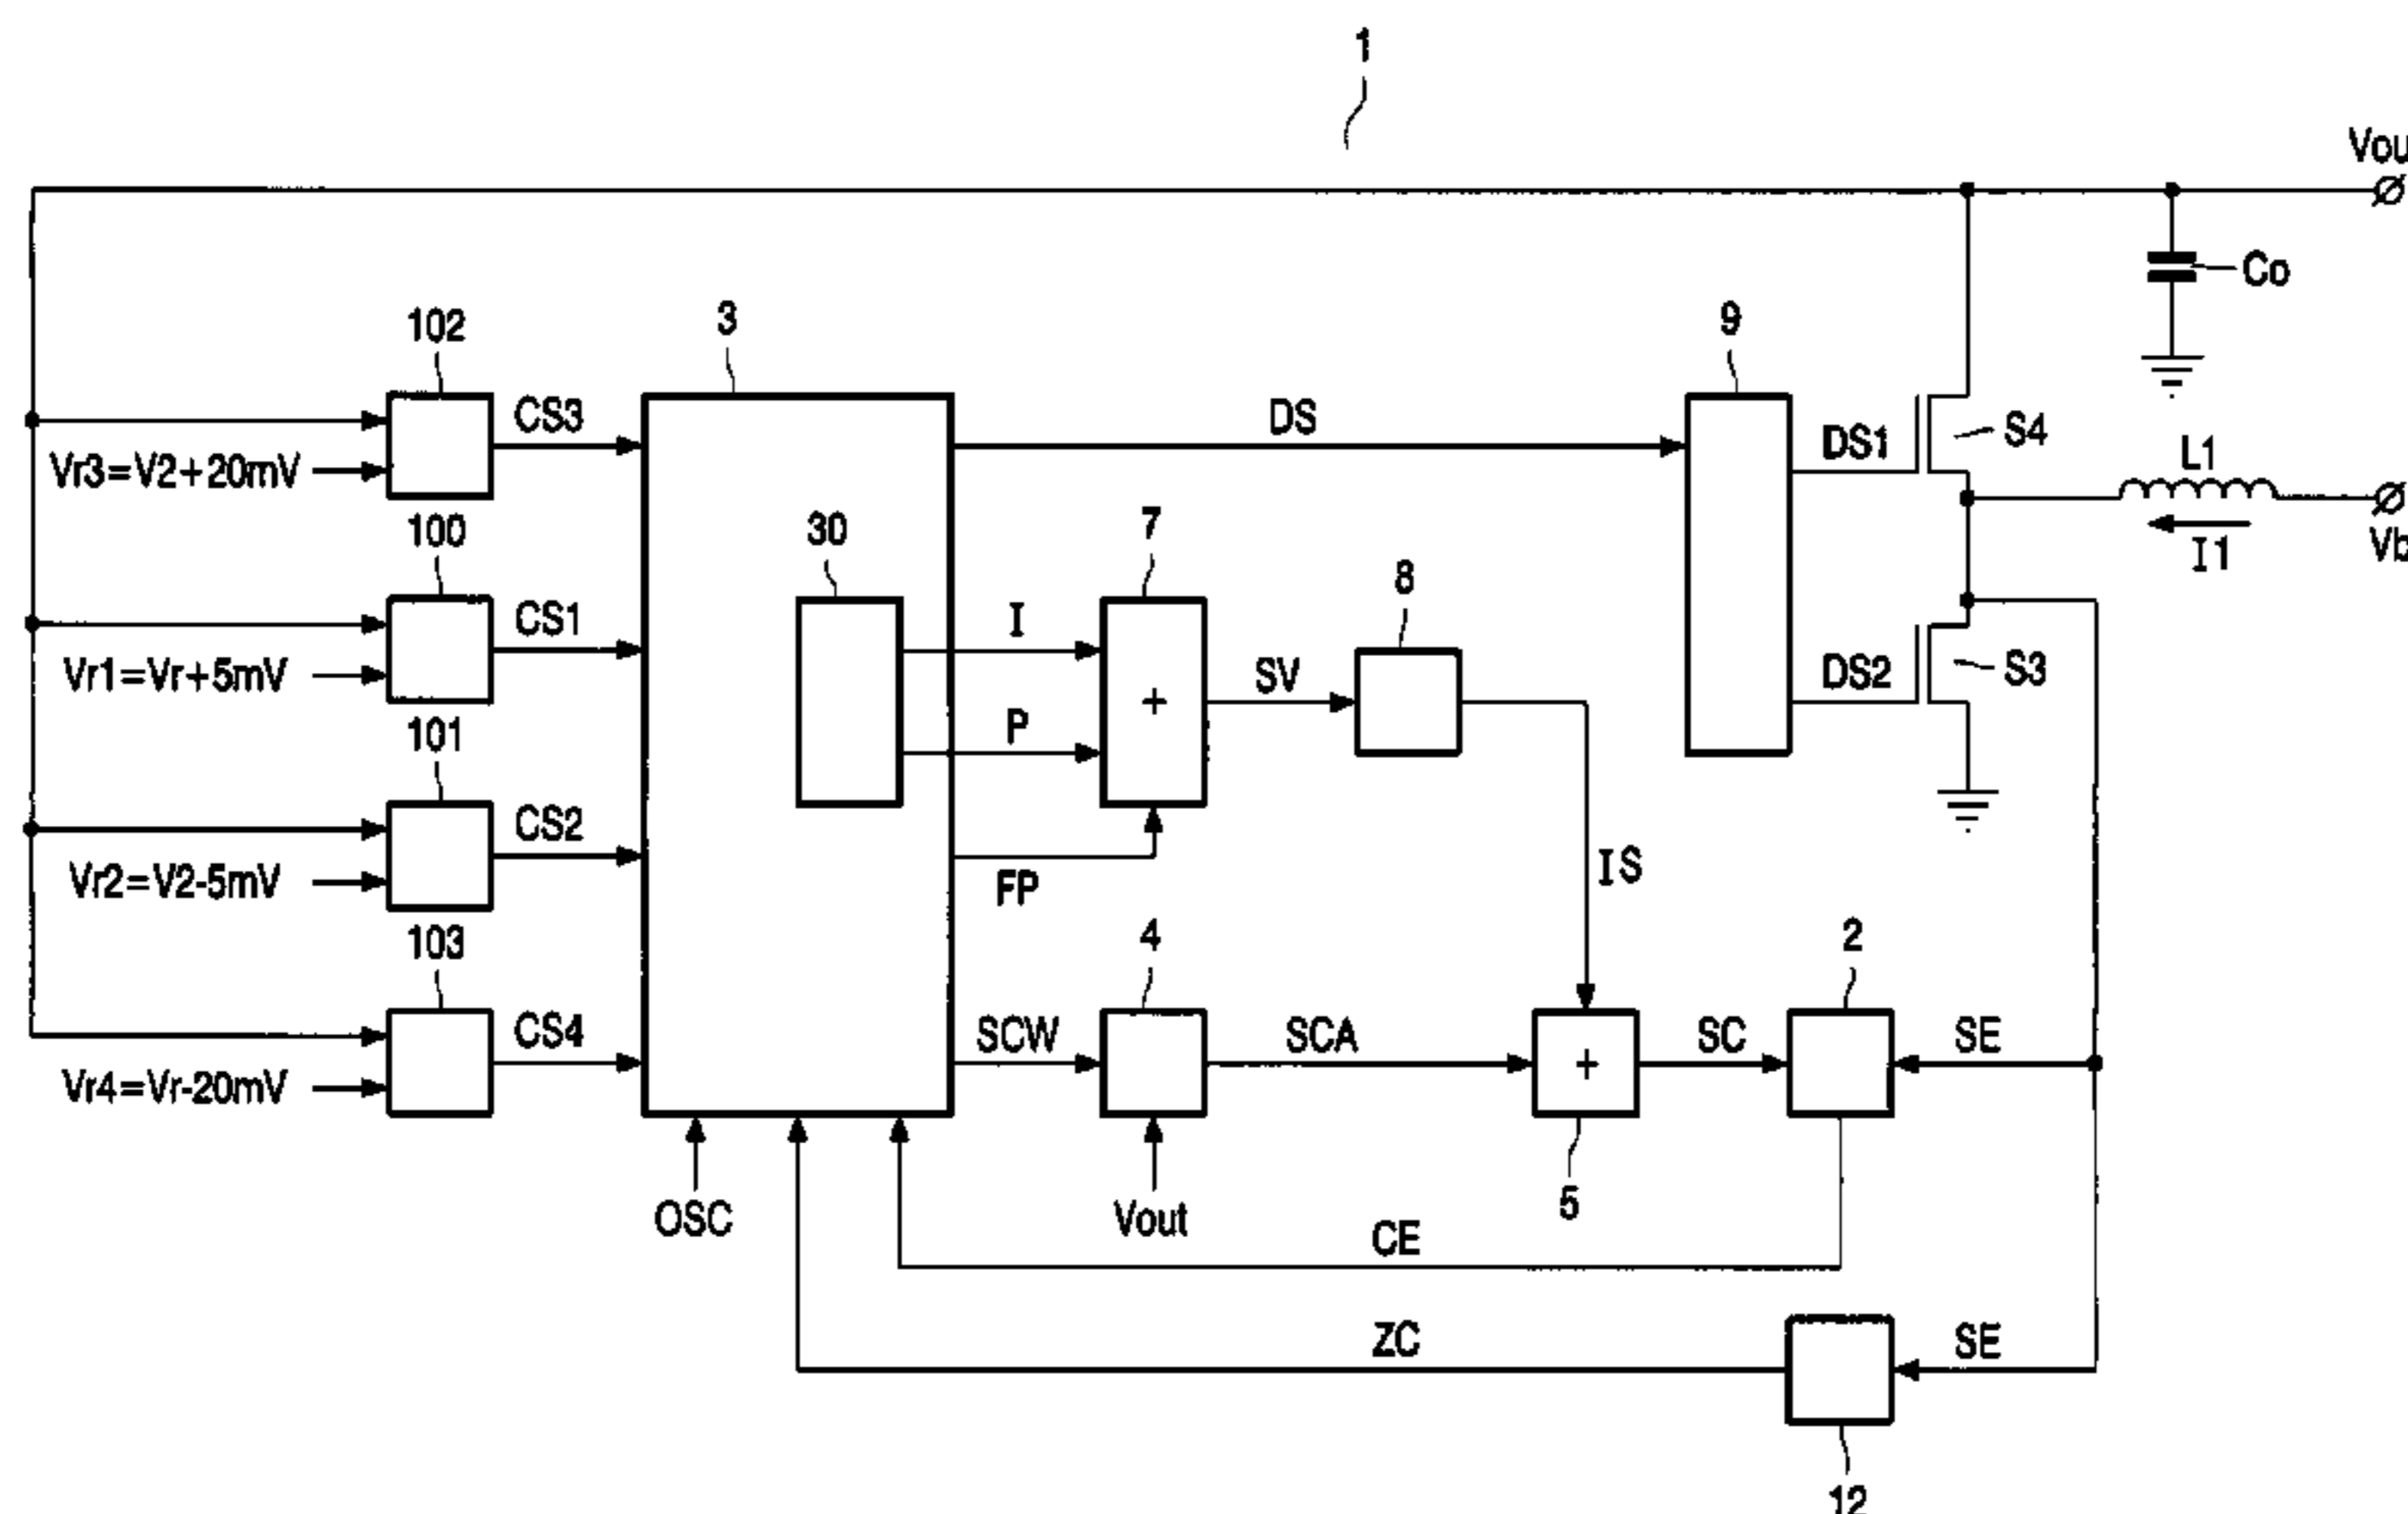 1
Vou
Co
102
3
9
CS3
DS
Vr3=V2+20mV
DS1
S4
L1
I1
Vb
100
30
7
8
CS1
I
Vr1=Vr+5mV
SV
P
+
DS2
S3
101
CS2
FP
Vr2=V2-5mV
IS
103
4
2
CS4
SCW
SCA
+
SC
SE
Vr4=Vr-20mV
OSC
Vout
5
CE
ZC
SE
12